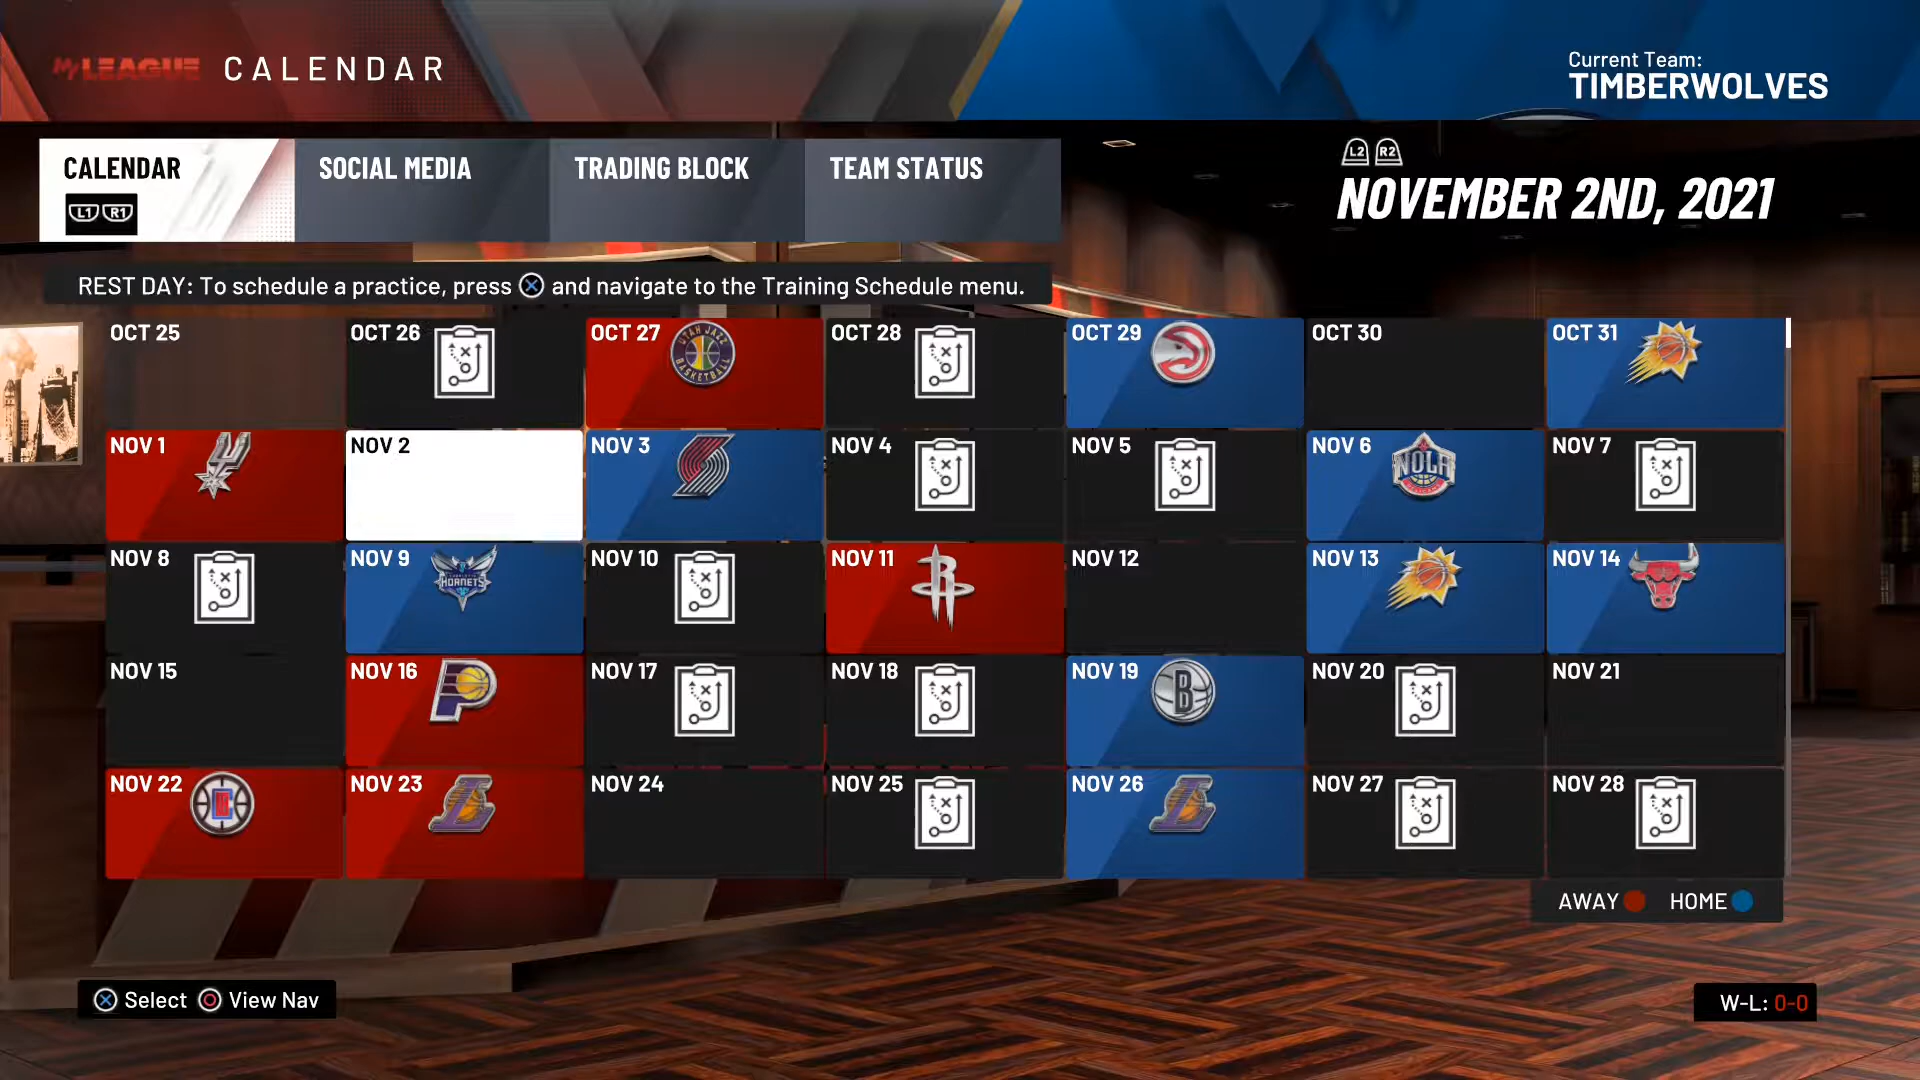 MyLEAGUE CALENDAR
Current Team:
TIMBERWOLVES
CALENDAR
L1 R1
SOCIAL MEDIA
TRADING BLOCK
TEAM STATUS
L2 R2
NOVEMBER 2ND, 2021
REST DAY: To schedule a practice, press and navigate to the Training Schedule menu.
OCT 25
OCT 26
OCT 27
UTAH JAZZ
BASKETBALL
OCT 28
OCT 29
OCT 30
OCT 31
NOV 1
NOV 2
NOV 3
NOV 4
NOV 5
NOV 6
NOLA
NOV 7
NOV 8
NOV 9
HORNETS
NOV 10
NOV 11
R
NOV 12
NOV 13
NOV 14
NOV 15
NOV 16
P
NOV 17
NOV 18
NOV 19
B
NOV 20
NOV 21
NOV 22
NOV 23
L
NOV 24
NOV 25
NOV 26
L
NOV 27
NOV 28
AWAY HOME
Select View Nav
W-L: 0-0